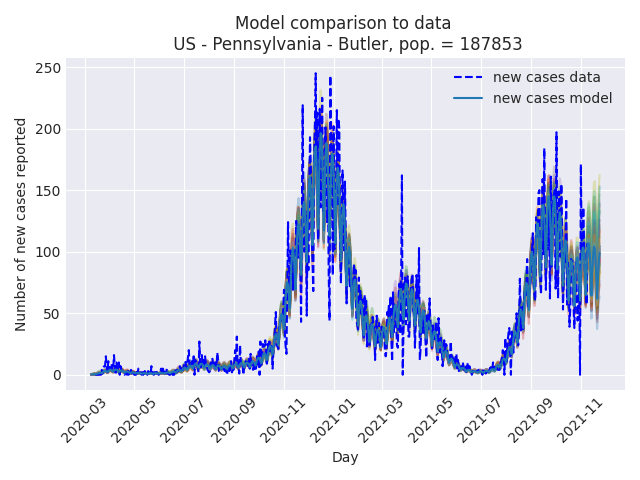 Model comparison to data
US - Pennsylvania - Butler, pop. = 187853
Number of new cases reported
250
200
150
100
50
0
new cases data
new cases model
2020-03
2020-05
2020-07
2020-09
2020-11
2021-01
2021-03
2021-05
2021-07
2021-09
2021-11
Day